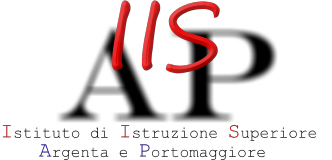 IIS
AP
Istituto di Istruzione Superiore
Argenta e Portomaggiore